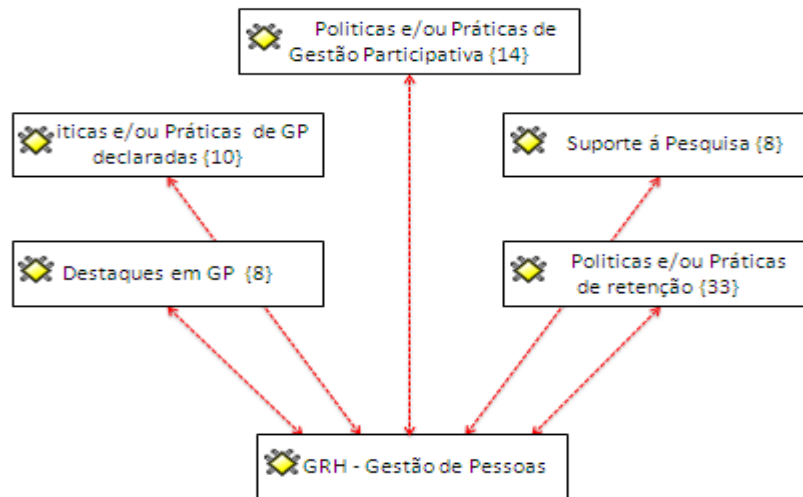 Politicas e/ou Práticas de
Gestão Participativa {14}
iticas e/ou Práticas de GP
declaradas {10}
Suporte á Pesquisa {8}
Destaques em GP {8}
Politicas e/ou Práticas
de retenção {33}
GRH - Gestão de Pessoas